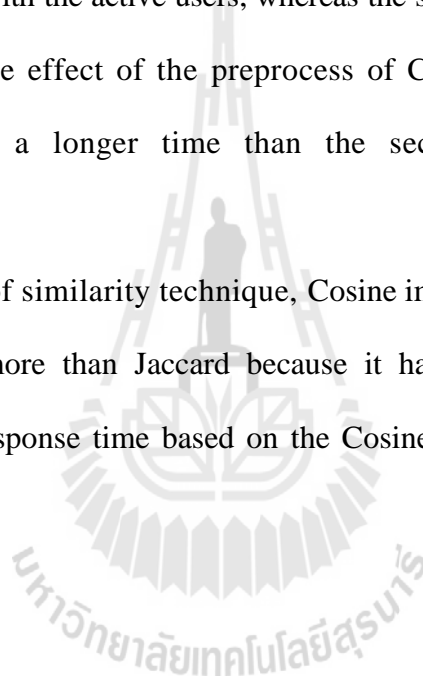 with the active users, whereas the s
e effect of the preprocess of C
a longer time than the sec
of similarity technique, Cosine in
more than Jaccard because it ha
sponse time based on the Cosine
มหาวิทยาลัยเทคโนโลยีสุรนารี